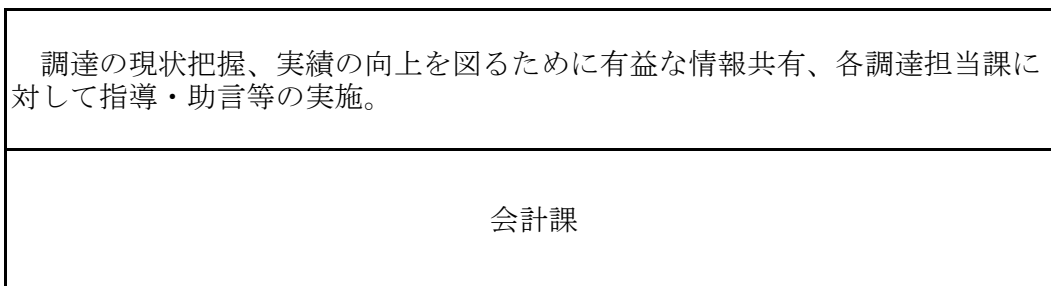 調達の現状把握、実績の向上を図るために有益な情報共有、各調達担当課に
対して指導・助言等の実施。
会計課